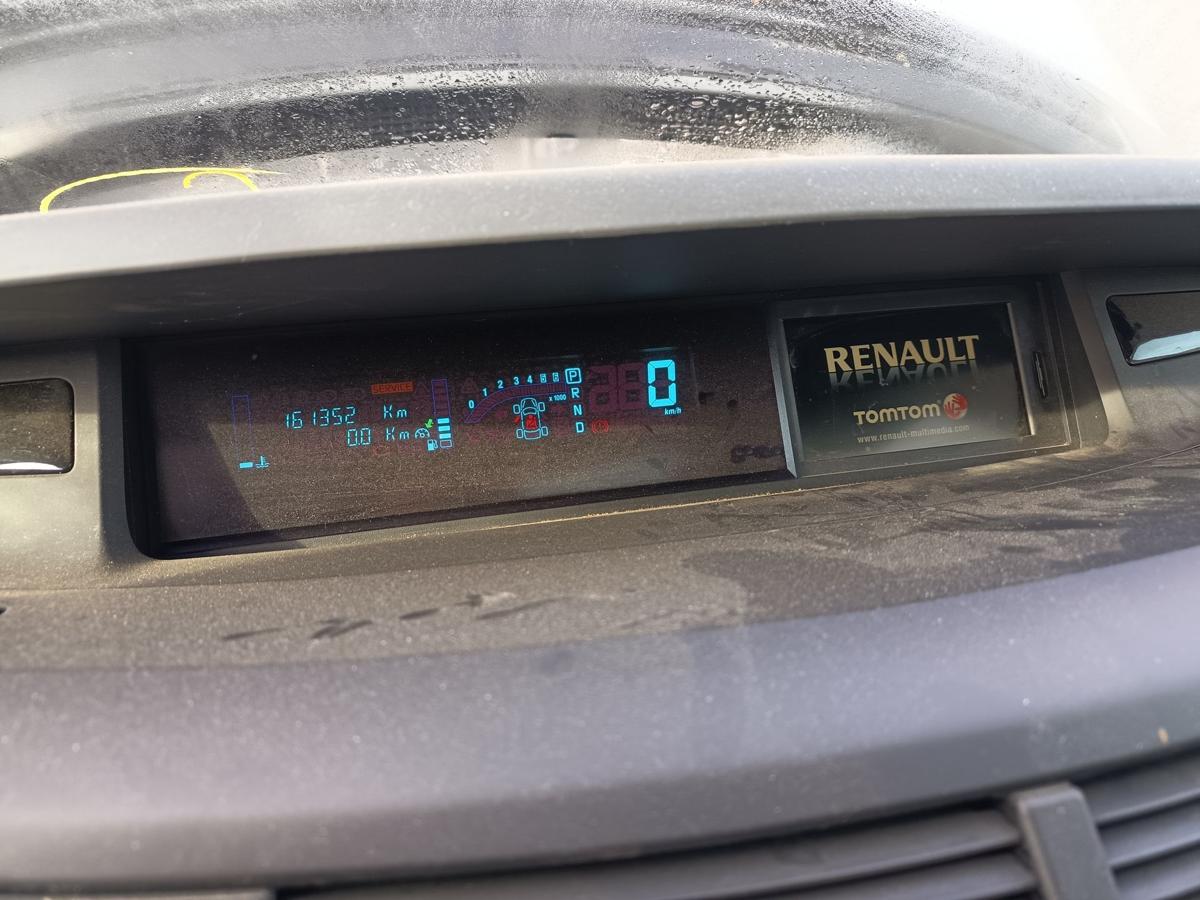 SERVICE
161352 Km
0.0 Km
0 1 2 3 4 5 6
x 1000
P
R
N
D
0
km/h
RENAULT
TOMTOM
www.renault-multimedia.com